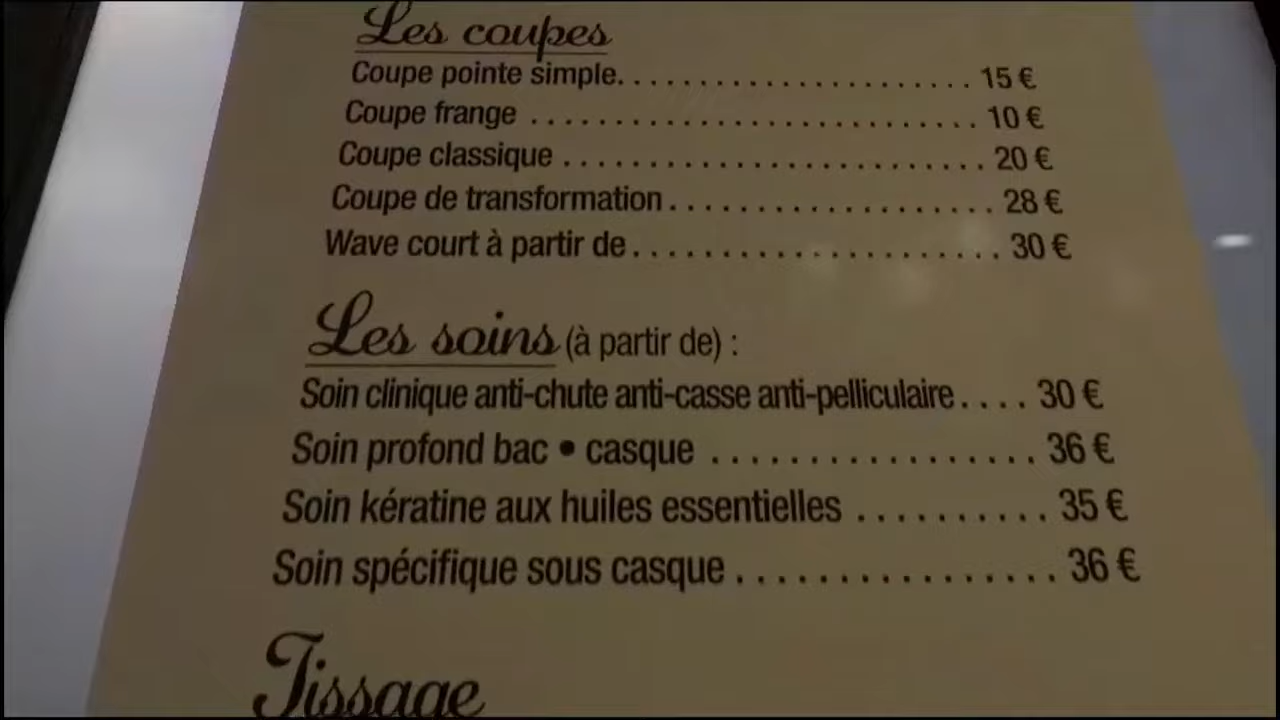 Les coupes
Coupe pointe simple. . . . . . . . . . . . . . . . . . . . . 15 €
Coupe frange . . . . . . . . . . . . . . . . . . . . . . . . . . . . 10 €
Coupe classique . . . . . . . . . . . . . . . . . . . . . . . . . . 20 €
Coupe de transformation . . . . . . . . . . . . . . . . . . . 28 €
Wave court à partir de . . . . . . . . . . . . . . . . . . . . . 30 €
Les soins (à partir de) :
Soin clinique anti-chute anti-casse anti-pelliculaire . . . . 30 €
Soin profond bac • casque . . . . . . . . . . . . . . . . . 36 €
Soin kératine aux huiles essentielles . . . . . . . . . . 35 €
Soin spécifique sous casque . . . . . . . . . . . . . . . . 36 €
Tissage